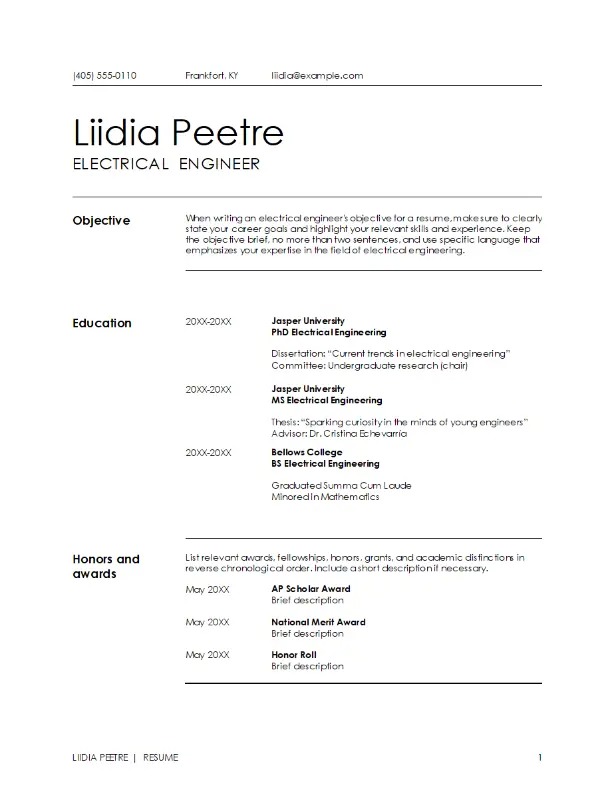 (405) 555-0110 Frankfort, KY liidia@example.com
Liidia Peetre
ELECTRICAL ENGINEER
Objective
When writing an electrical engineer's objective for a resume, make sure to clearly
state your career goals and highlight your relevant skills and experience. Keep
the objective brief, no more than two sentences, and use specific language that
emphasizes your expertise in the field of electrical engineering.
Education
20XX-20XX Jasper University
PhD Electrical Engineering
Dissertation: “Current trends in electrical engineering”
Committee: Undergraduate research (chair)
20XX-20XX Jasper University
MS Electrical Engineering
Thesis: “Sparking curiosity in the minds of young engineers”
Advisor: Dr. Cristina Echevarría
20XX-20XX Bellows College
BS Electrical Engineering
Graduated Summa Cum Laude
Minored in Mathematics
Honors and
awards
List relevant awards, fellowships, honors, grants, and academic distinctions in
reverse chronological order. Include a short description if necessary.
May 20XX AP Scholar Award
Brief description
May 20XX National Merit Award
Brief description
May 20XX Honor Roll
Brief description
LIIDIA PEETRE | RESUME 1